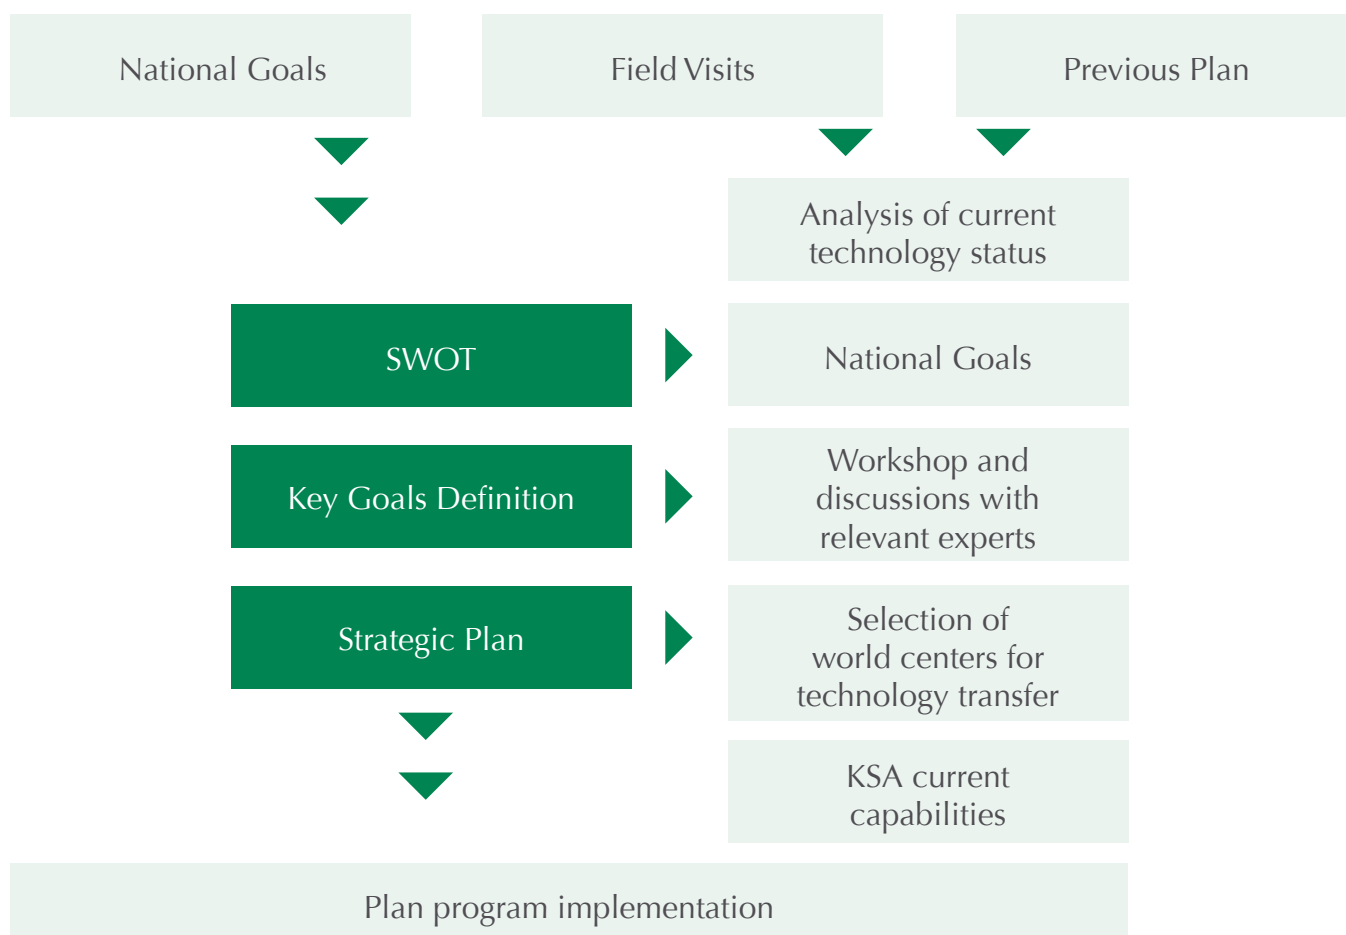 National Goals
Field Visits
Previous Plan
Analysis of current
technology status
SWOT
National Goals
Key Goals Definition
Workshop and
discussions with
relevant experts
Strategic Plan
Selection of
world centers for
technology transfer
KSA current
capabilities
Plan program implementation